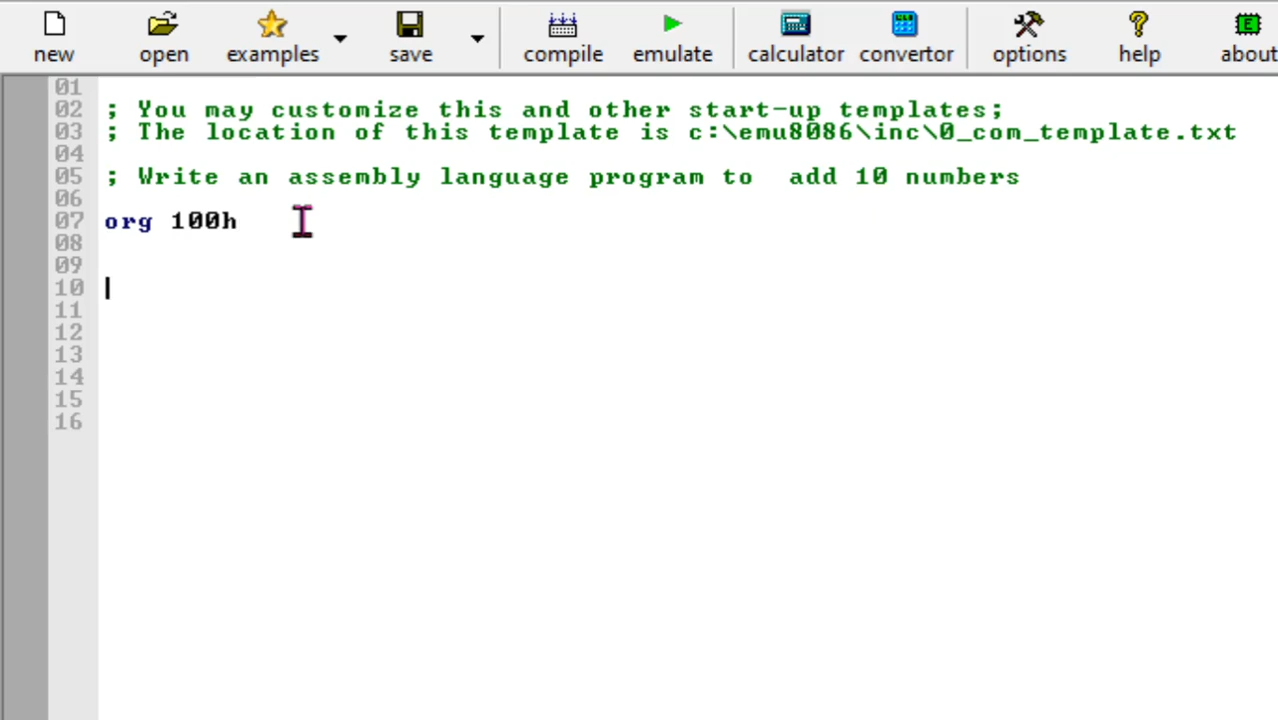 new open examples save compile emulate calculator convertor options help about
01
02 ; You may customize this and other start-up templates;
03 ; The location of this template is c:\emu8086\inc\0_com_template.txt
04
05 ; Write an assembly language program to  add 10 numbers
06
07 org 100h
08
09
10
11
12
13
14
15
16